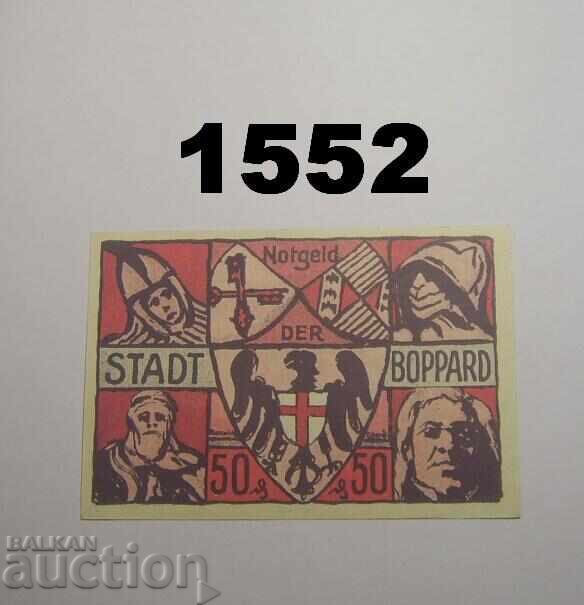 1552
Notgeld
DER
STADT BOPPARD
50 ₰ ₰ 50
BALKAN
auction